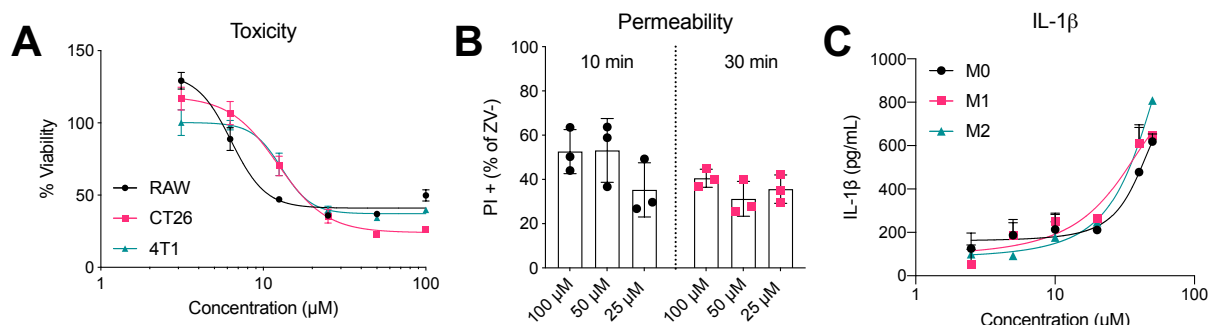 A
Toxicity
150
100
50
0
% Viability
RAW
CT26
4T1
1
10
100
Concentration (µM)
B
Permeability
100
80
60
40
20
0
PI + (% of ZV-)
10 min
30 min
100 µM
50 µM
25 µM
100 µM
50 µM
25 µM
C
IL-1β
1000
800
600
400
200
0
IL-1β (pg/mL)
M0
M1
M2
1
10
100
Concentration (µM)